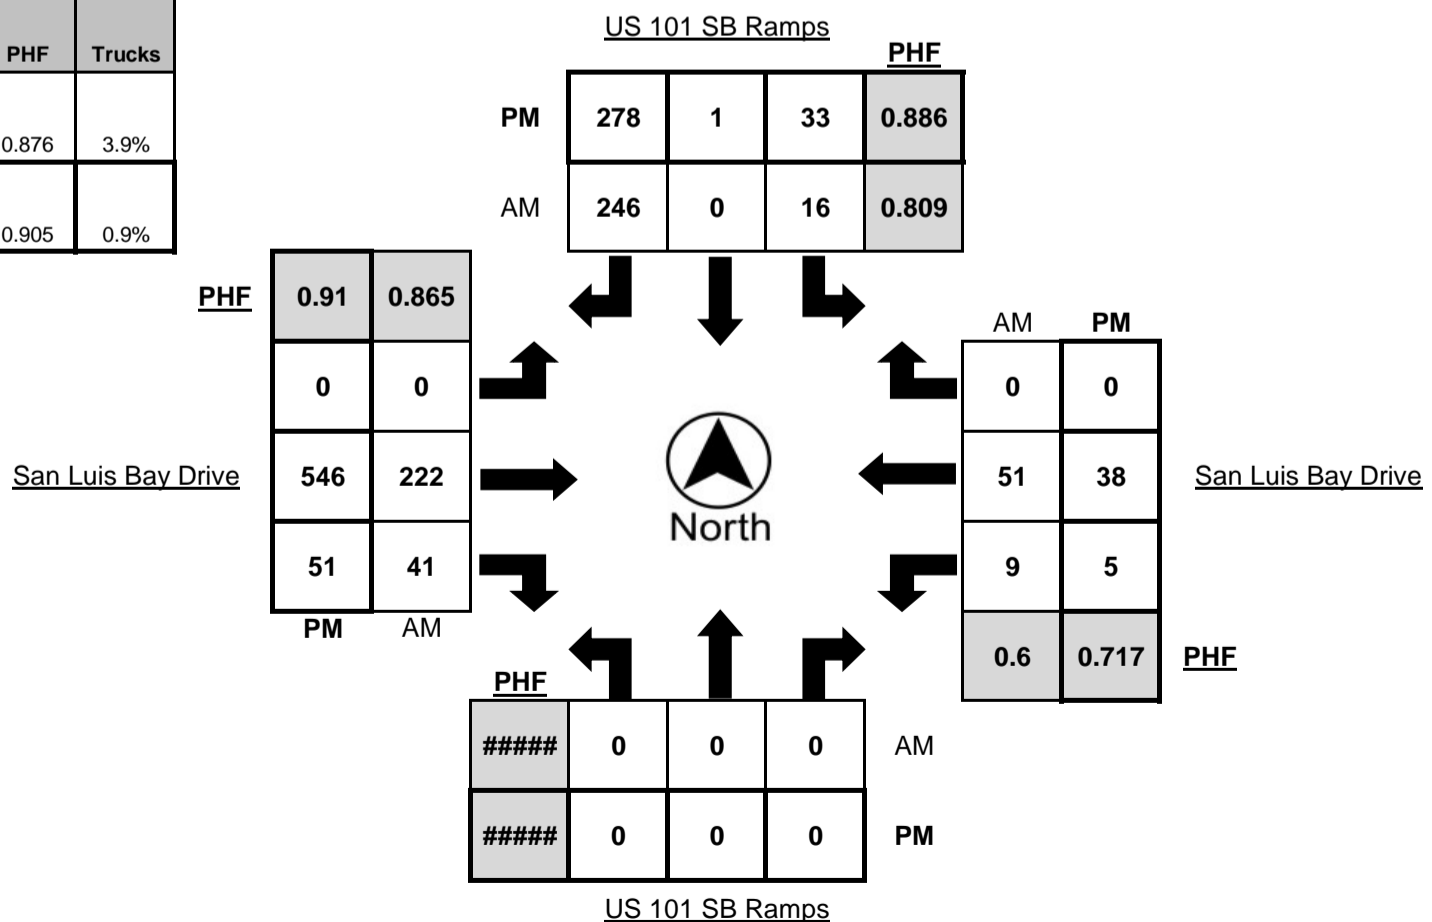 US 101 SB Ramps
PHF Trucks
PHF
PM 278 1 33 0.886
0.876 3.9%
AM 246 0 16 0.809
0.905 0.9%
PHF 0.91 0.865
AM PM
0 0
0 0
San Luis Bay Drive 546 222
North
51 38 San Luis Bay Drive
51 41
9 5
PM AM
0.6 0.717 PHF
PHF
##### 0 0 0 AM
##### 0 0 0 PM
US 101 SB Ramps